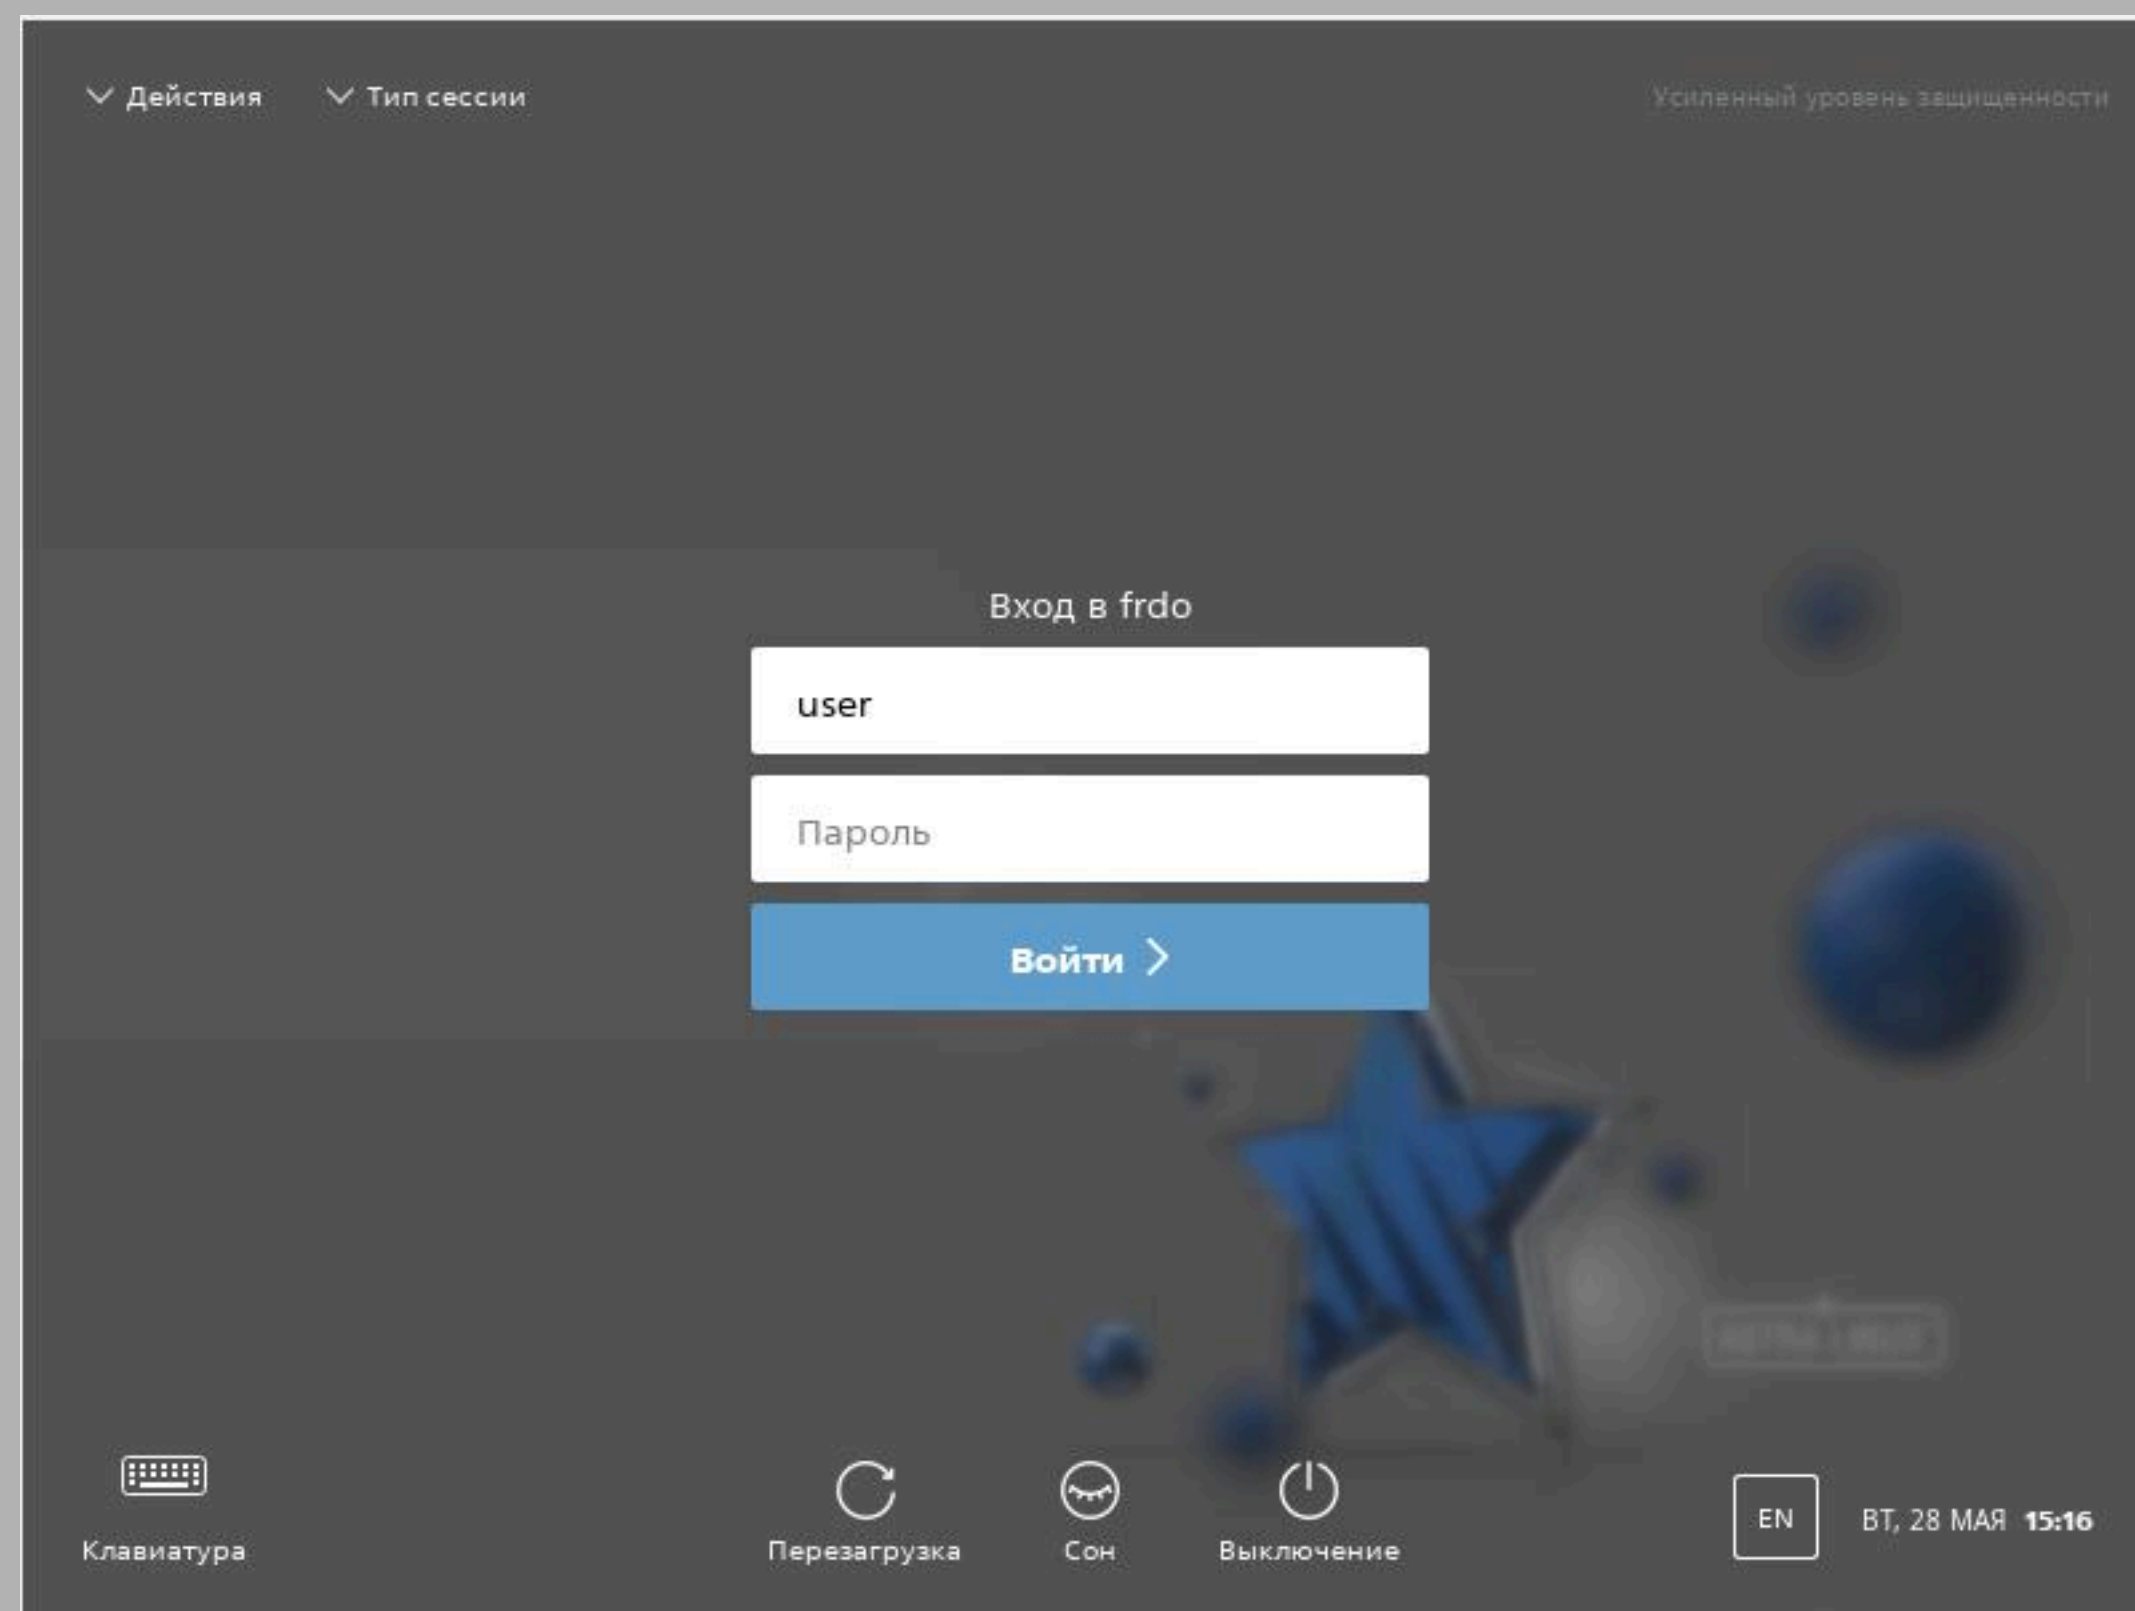 Действия
Тип сессии
Усиленный уровень защищенности
Вход в frdo
user
Пароль
Войти
Клавиатура
Перезагрузка
Сон
Выключение
EN
ВТ, 28 МАЯ 15:16